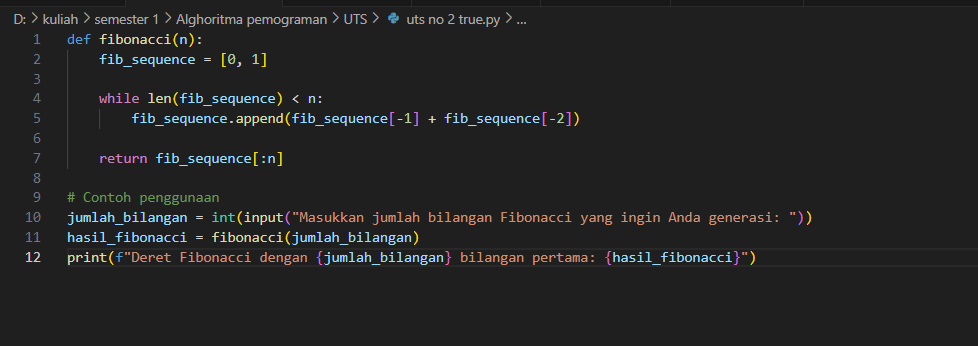 D: > kuliah > semester 1 > Alghoritma pemograman > UTS > uts no 2 true.py > ...
1 def fibonacci(n):
2     fib_sequence = [0, 1]
3
4     while len(fib_sequence) < n:
5         fib_sequence.append(fib_sequence[-1] + fib_sequence[-2])
6
7     return fib_sequence[:n]
8
9 # Contoh penggunaan
10 jumlah_bilangan = int(input("Masukkan jumlah bilangan Fibonacci yang ingin Anda generasi: "))
11 hasil_fibonacci = fibonacci(jumlah_bilangan)
12 print(f"Deret Fibonacci dengan {jumlah_bilangan} bilangan pertama: {hasil_fibonacci}")